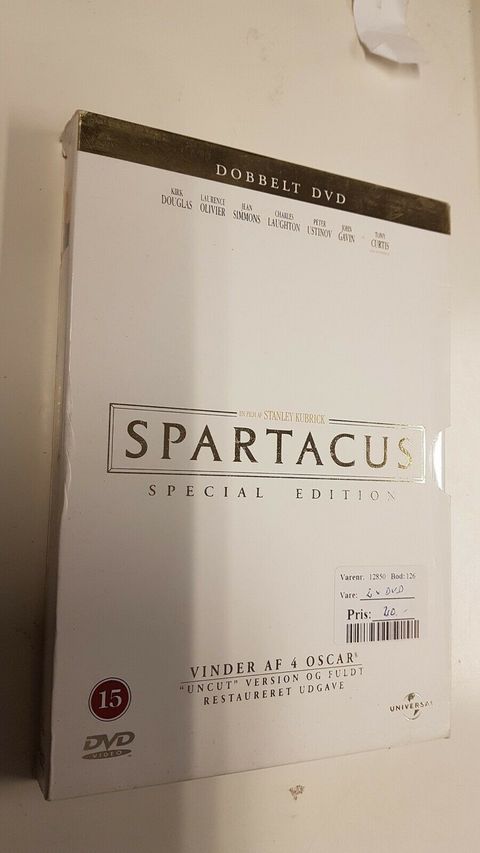 DOBBELT DVD
KIRK DOUGLAS LAURENCE OLIVIER JEAN SIMMONS CHARLES LAUGHTON PETER USTINOV JOHN GAVIN TONY CURTIS
EN FILM AF STANLEY KUBRICK
SPARTACUS
SPECIAL EDITION
Varenr. 12850 Bod: 126
Vare: 2 x DVD
Pris: 20.-
VINDER AF 4 OSCAR®
"UNCUT" VERSION OG FULDT
RESTAURERET UDGAVE
15
DVD
VIDEO
UNIVERSAL